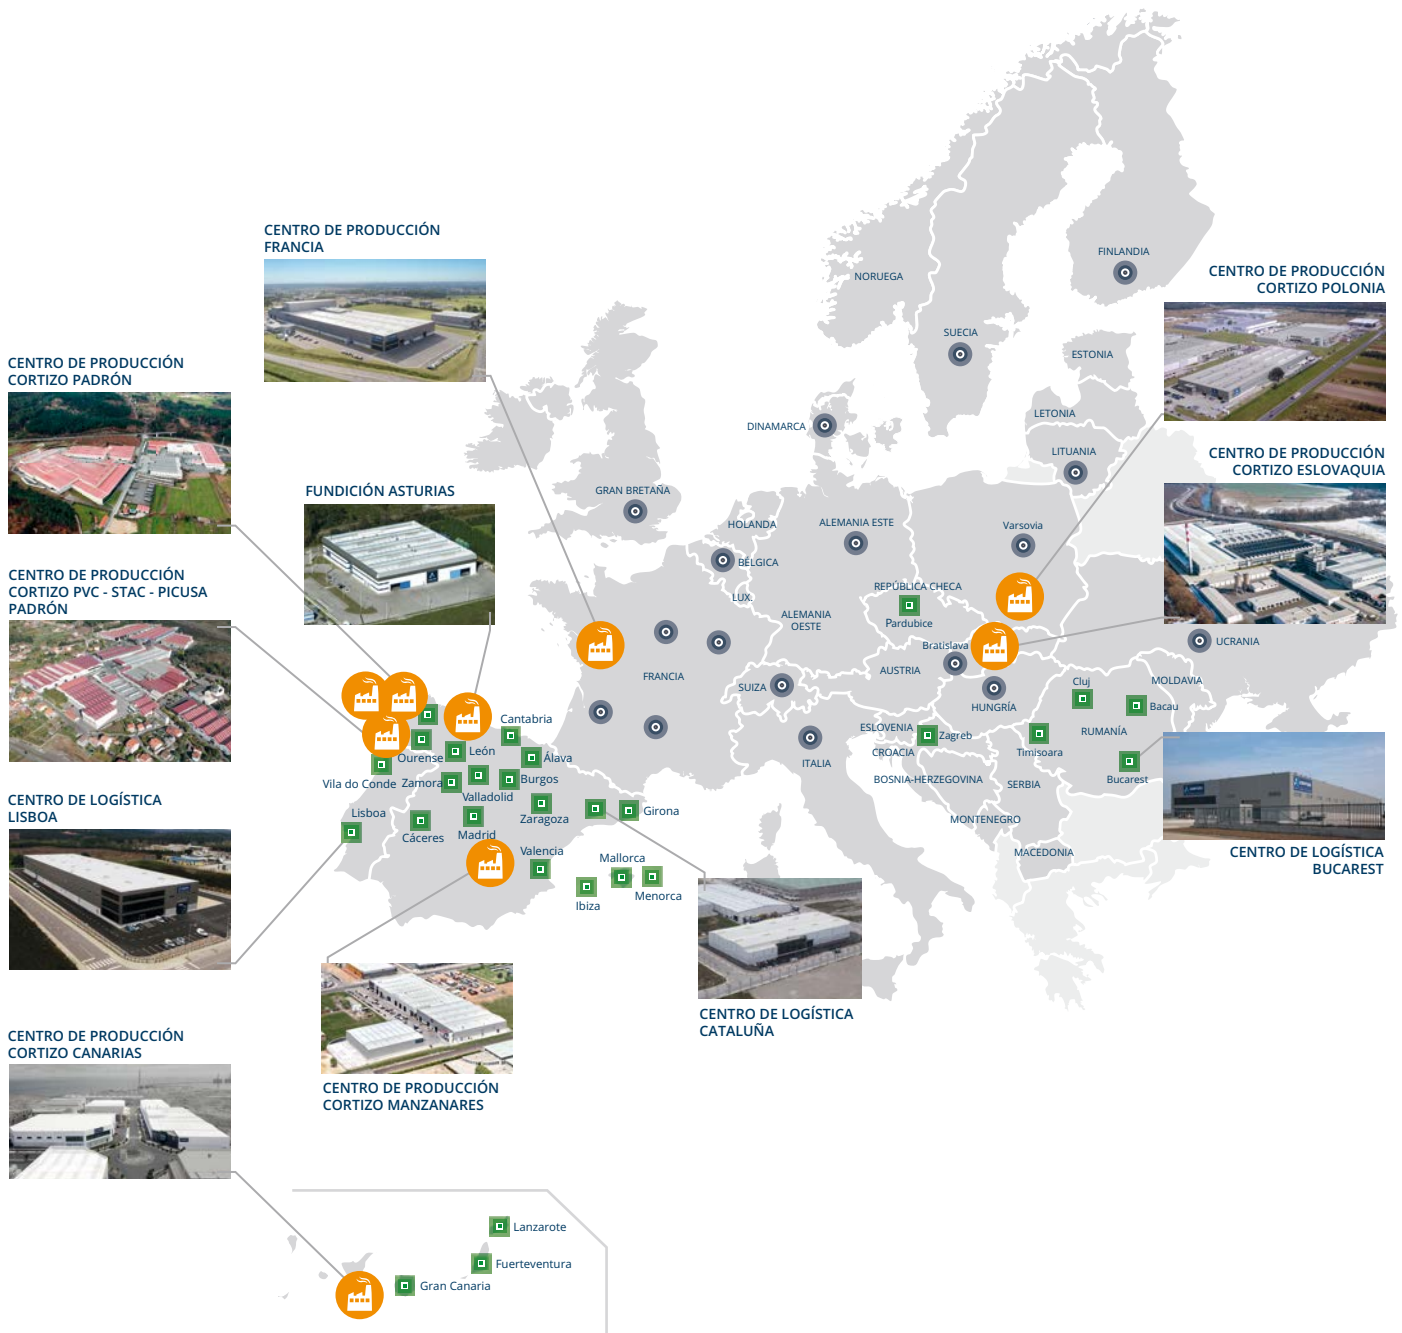 CENTRO DE PRODUCCIÓN
FRANCIA
CENTRO DE PRODUCCIÓN
CORTIZO POLONIA
CENTRO DE PRODUCCIÓN
CORTIZO PADRÓN
CENTRO DE PRODUCCIÓN
CORTIZO ESLOVAQUIA
FUNDICIÓN ASTURIAS
CENTRO DE PRODUCCIÓN
CORTIZO PVC - STAC - PICUSA
PADRÓN
CENTRO DE LOGÍSTICA
LISBOA
CENTRO DE LOGÍSTICA
BUCAREST
CENTRO DE LOGÍSTICA
CATALUÑA
CENTRO DE PRODUCCIÓN
CORTIZO CANARIAS
CENTRO DE PRODUCCIÓN
CORTIZO MANZANARES
FINLANDIA
NORUEGA
SUECIA
ESTONIA
LETONIA
DINAMARCA
LITUANIA
GRAN BRETAÑA
HOLANDA
ALEMANIA ESTE
Varsovia
BÉLGICA
REPÚBLICA CHECA
LUX.
ALEMANIA
OESTE
Pardubice
Bratislava
UCRANIA
FRANCIA
AUSTRIA
SUIZA
Cluj
MOLDAVIA
HUNGRÍA
Bacau
ESLOVENIA
Zagreb
RUMANÍA
CROACIA
Timisoara
ITALIA
BOSNIA-HERZEGOVINA
SERBIA
Bucarest
MONTENEGRO
MACEDONIA
Cantabria
León
Ourense
Álava
Vila do Conde
Zamora
Burgos
Valladolid
Lisboa
Zaragoza
Girona
Cáceres
Madrid
Valencia
Mallorca
Ibiza
Menorca
Lanzarote
Fuerteventura
Gran Canaria